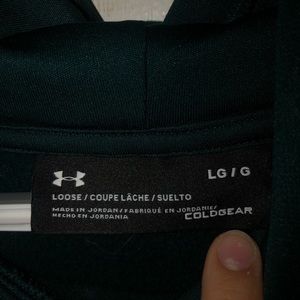 LG / G
LOOSE / COUPE LÂCHE / SUELTO
MADE IN JORDAN / FABRIQUÉ EN JORDANIE/
HECHO EN JORDANIA
COLDGEAR